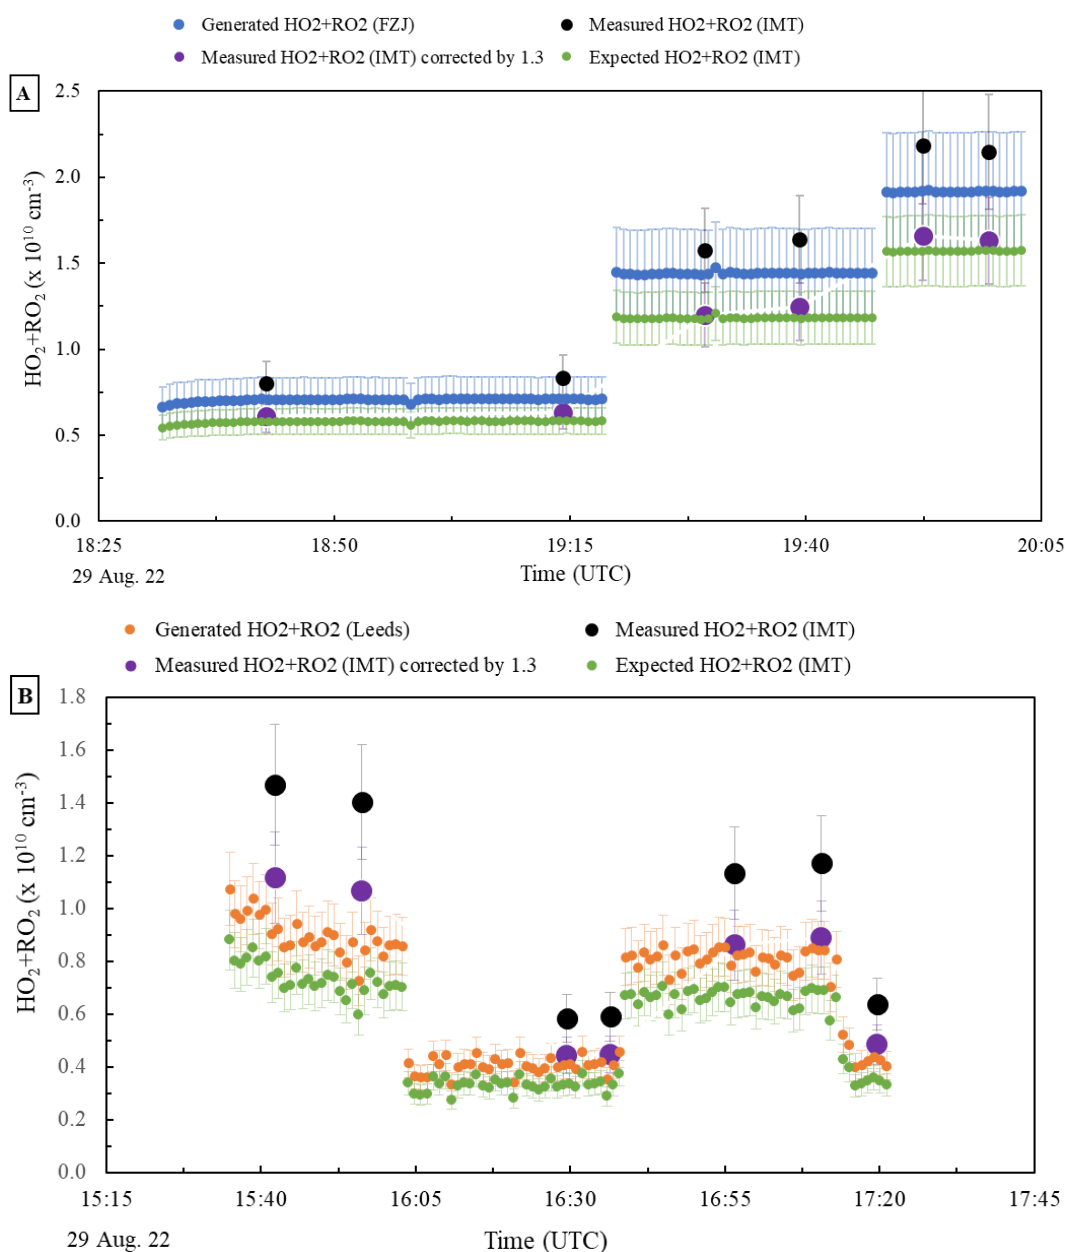 Generated HO2+RO2 (FZJ) Measured HO2+RO2 (IMT)
Measured HO2+RO2 (IMT) corrected by 1.3 Expected HO2+RO2 (IMT)
A
2.5
2.0
1.5
1.0
0.5
0.0
HO₂+RO₂ (x 10¹⁰ cm⁻³)
18:25 18:50 19:15 19:40 20:05
29 Aug. 22 Time (UTC)
Generated HO2+RO2 (Leeds) Measured HO2+RO2 (IMT)
Measured HO2+RO2 (IMT) corrected by 1.3 Expected HO2+RO2 (IMT)
B
1.8
1.6
1.4
1.2
1.0
0.8
0.6
0.4
0.2
0.0
HO₂+RO₂ (x 10¹⁰ cm⁻³)
15:15 15:40 16:05 16:30 16:55 17:20 17:45
29 Aug. 22 Time (UTC)